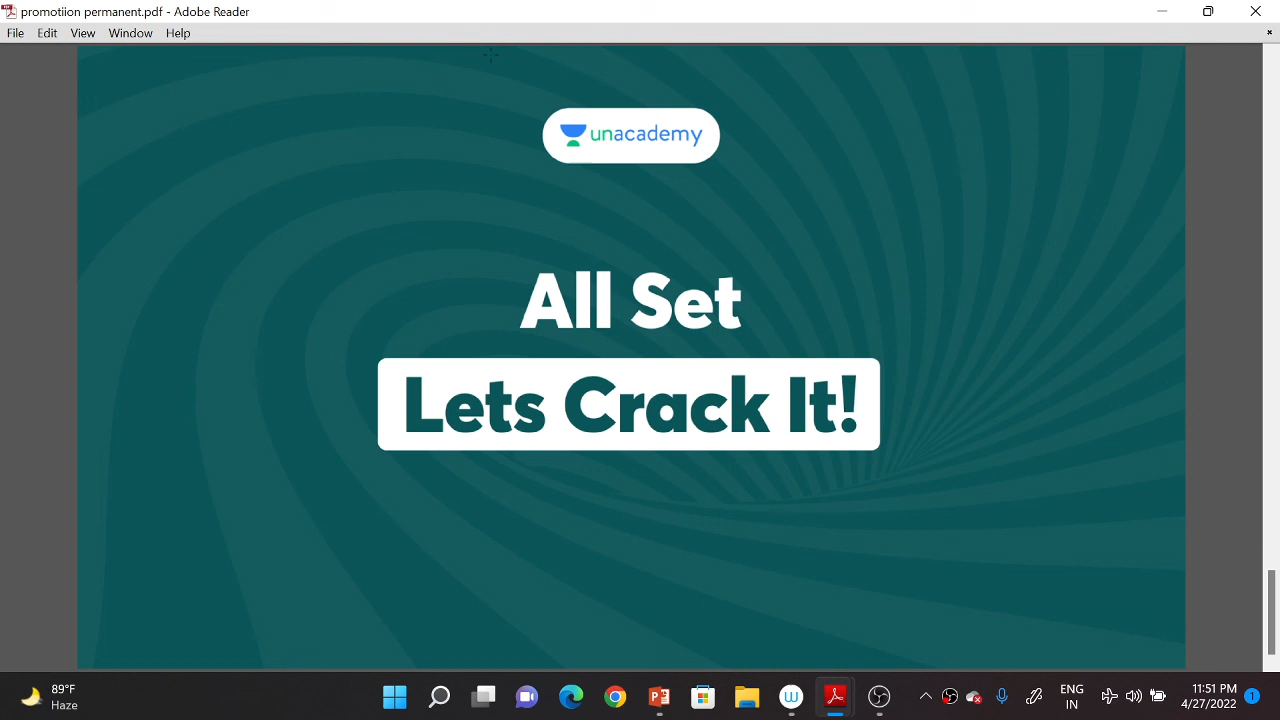 promotiion permanent.pdf - Adobe Reader
File Edit View Window Help
unacademy
All Set
Lets Crack It!
89°F
Haze
ENG
IN
11:51 PM
4/27/2022
1